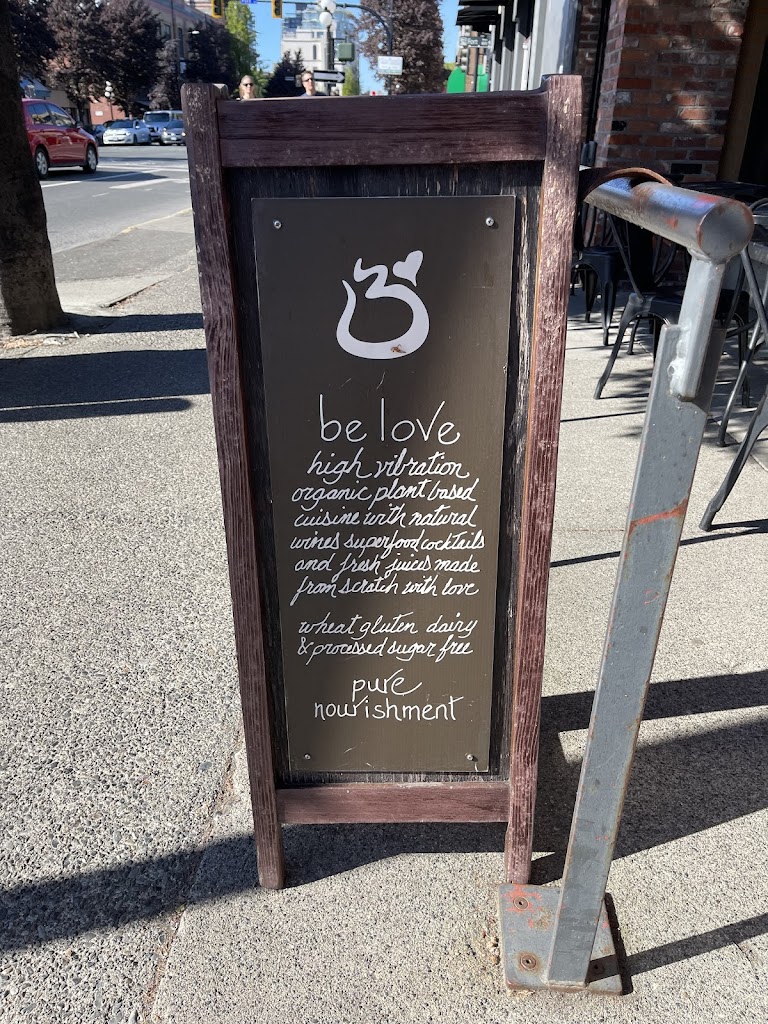 be love
high vibration
organic plant based
cuisine with natural
wines superfood cocktails
and fresh juices made
from scratch with love
wheat gluten dairy
& processed sugar free
pure
nourishment